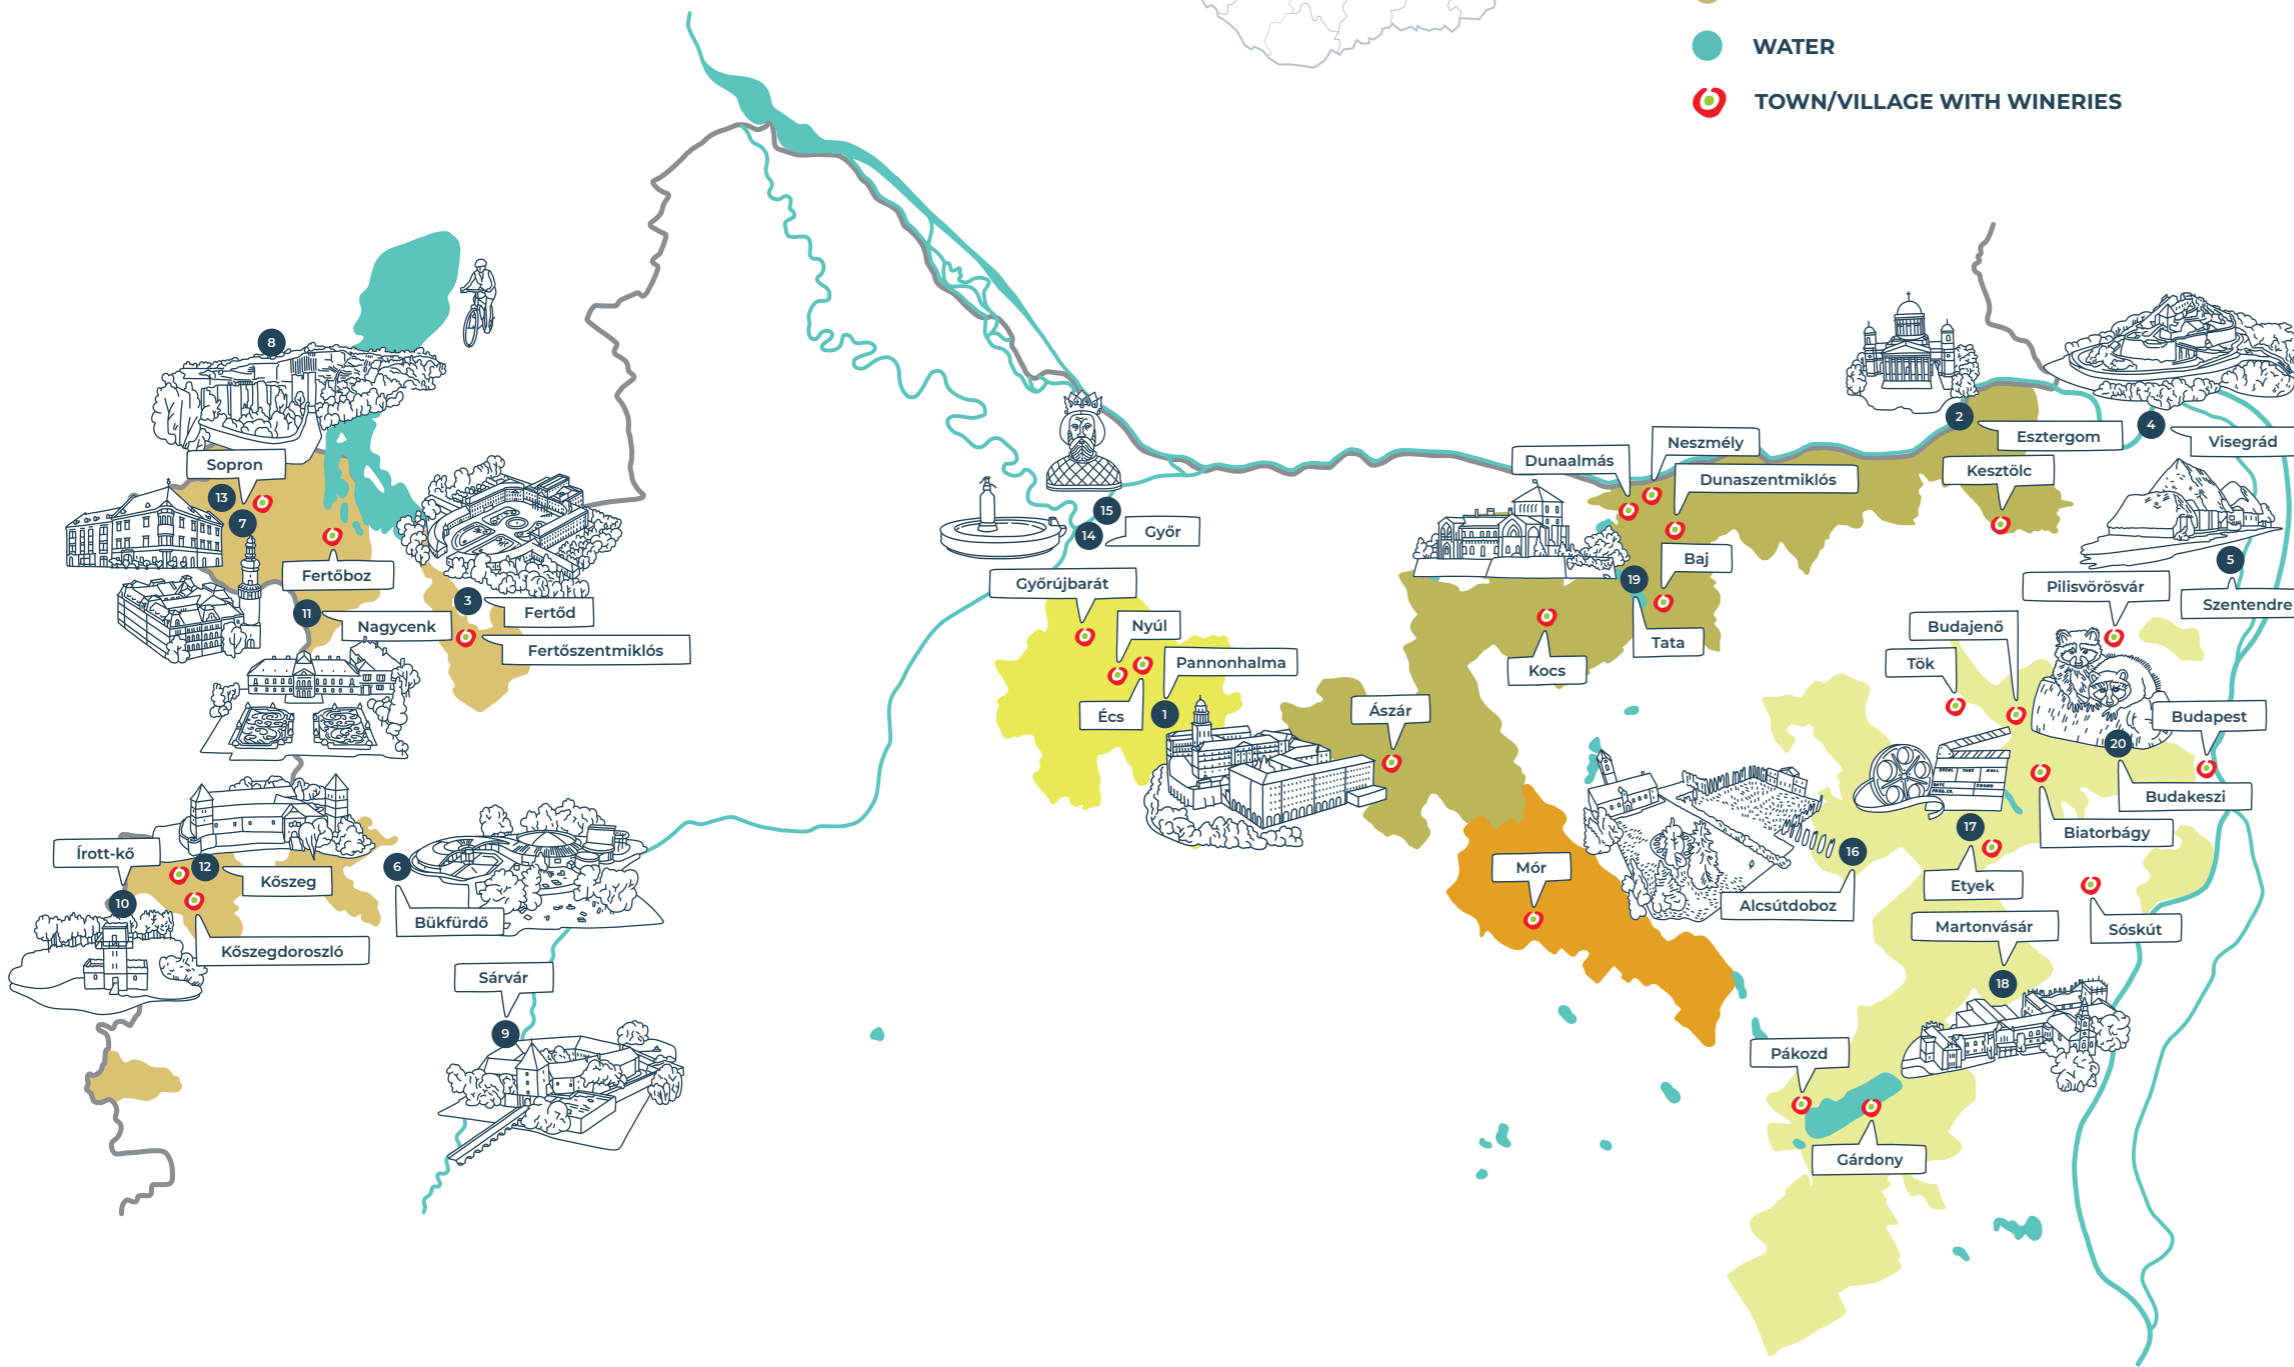 WATER
TOWN/VILLAGE WITH WINERIES
8
Sopron
13
7
Fertőboz
11
Nagycenk
3
Fertőd
Fertőszentmiklós
Írott-kő
10
12
Kőszeg
Kőszegdoroszló
6
Bükfürdő
Sárvár
9
15
14
Győr
Győrújbarát
Nyúl
Écs
Pannonhalma
1
Ászár
Mór
Dunaalmás
Neszmély
Dunaszentmiklós
Baj
19
Tata
Kocs
2
Esztergom
Kesztölc
4
Visegrád
5
Szentendre
Pilisvörösvár
Budajenő
Tök
Budapest
20
Budakeszi
Biatorbágy
17
Etyek
16
Alcsútdoboz
Sóskút
Martonvásár
18
Pákozd
Gárdony